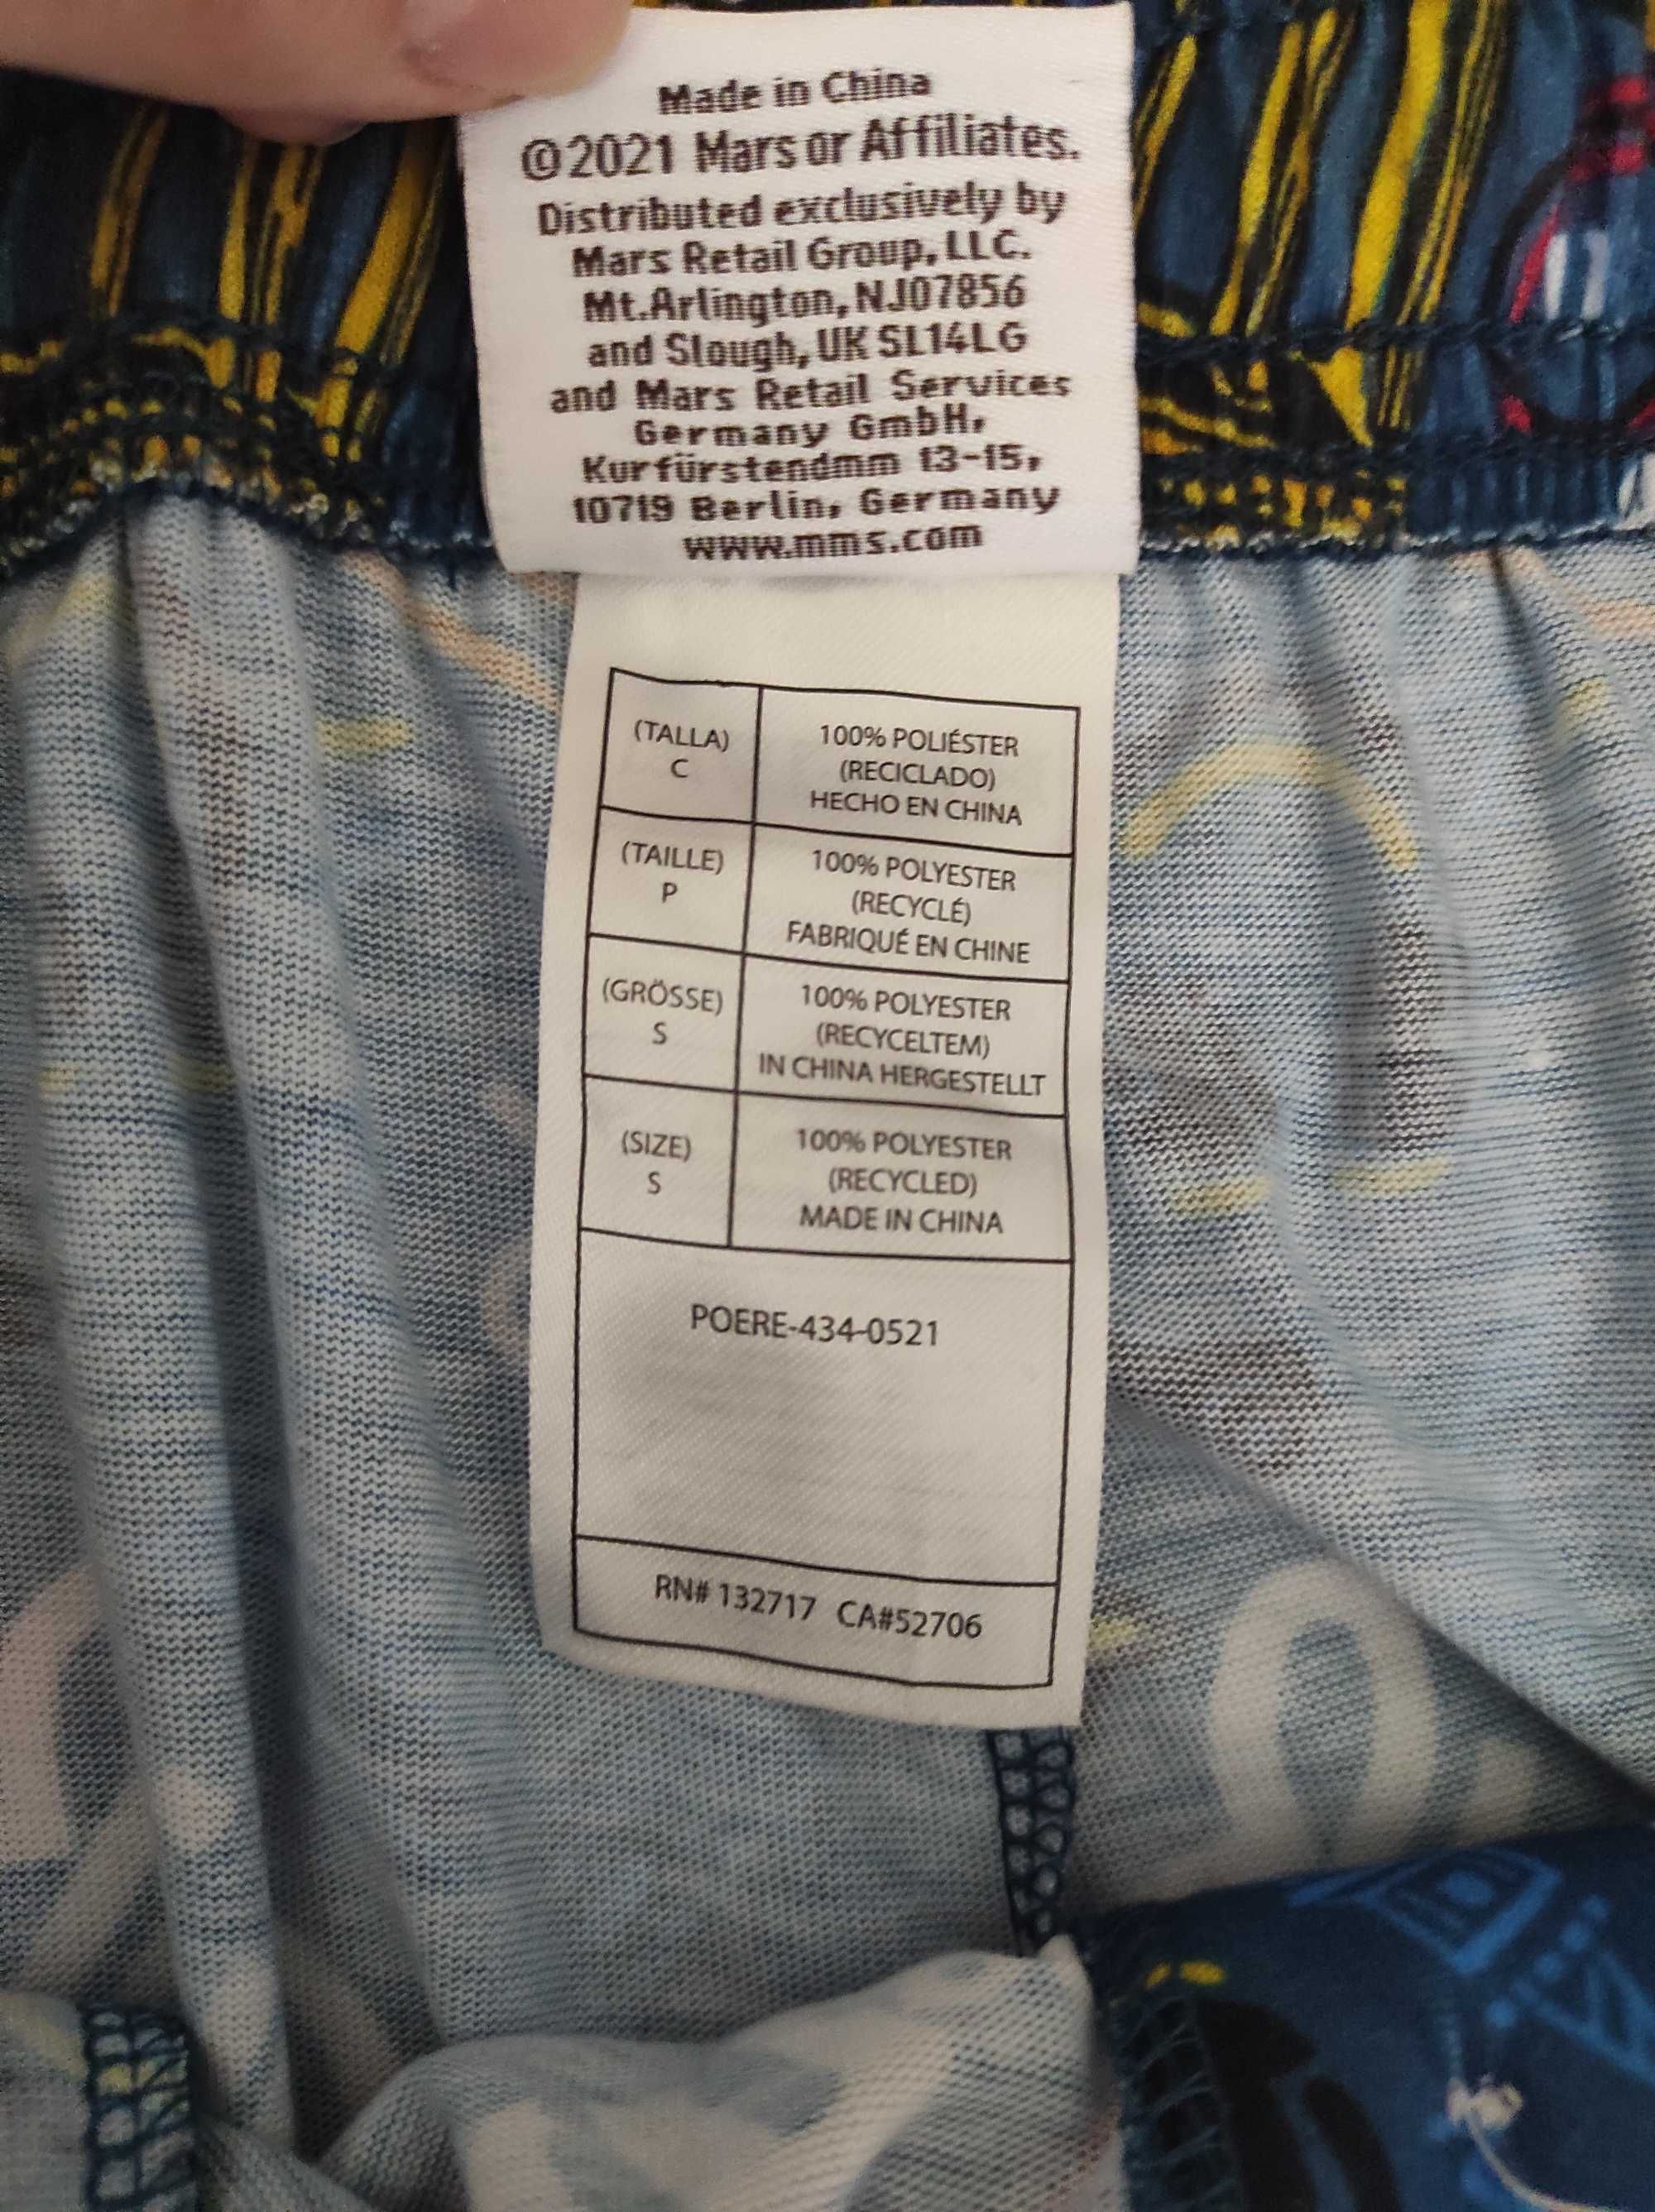 Made in China
©2021 Mars or Affiliates.
Distributed exclusively by
Mars Retail Group, LLC.
Mt.Arlington, NJ07856
and Slough, UK SL14LG
and Mars Retail Services
Germany GmbH,
Kurfürstendmm 13-15,
10719 Berlin, Germany
www.mms.com
(TALLA)
C
100% POLIÉSTER
(RECICLADO)
HECHO EN CHINA
(TAILLE)
P
100% POLYESTER
(RECYCLÉ)
FABRIQUÉ EN CHINE
(GRÖSSE)
S
100% POLYESTER
(RECYCELTEM)
IN CHINA HERGESTELLT
(SIZE)
S
100% POLYESTER
(RECYCLED)
MADE IN CHINA
POERE-434-0521
RN# 132717 CA#52706